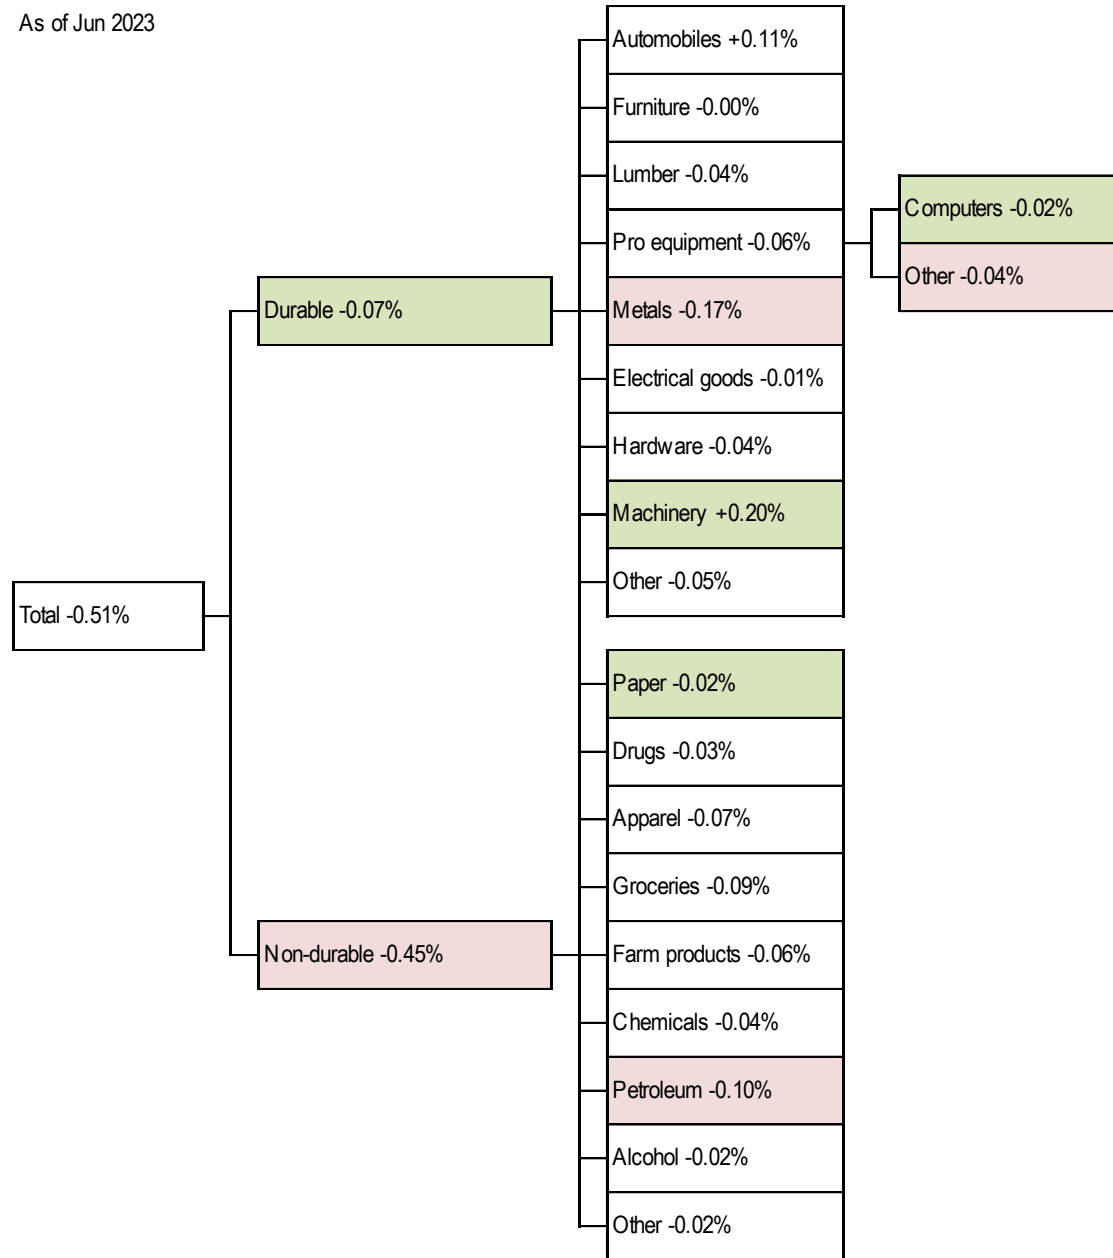 As of Jun 2023
Total -0.51%
Durable -0.07%
Automobiles +0.11%
Furniture -0.00%
Lumber -0.04%
Pro equipment -0.06%
Computers -0.02%
Other -0.04%
Metals -0.17%
Electrical goods -0.01%
Hardware -0.04%
Machinery +0.20%
Other -0.05%
Non-durable -0.45%
Paper -0.02%
Drugs -0.03%
Apparel -0.07%
Groceries -0.09%
Farm products -0.06%
Chemicals -0.04%
Petroleum -0.10%
Alcohol -0.02%
Other -0.02%